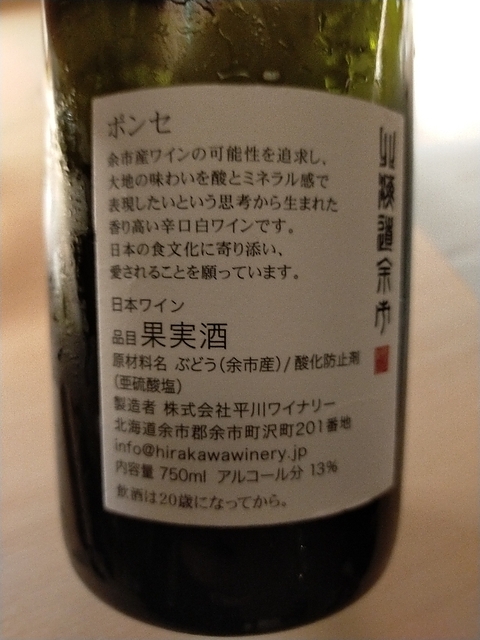 ポンセ
余市産ワインの可能性を追求し、
大地の味わいを酸とミネラル感で
表現したいという思考から生まれた
香り高い辛口白ワインです。
日本の食文化に寄り添い、
愛されることを願っています。
日本ワイン
品目 果実酒
原材料名 ぶどう(余市産)/酸化防止剤
(亜硫酸塩)
製造者 株式会社平川ワイナリー
北海道余市郡余市町沢町201番地
info@hirakawawinery.jp
内容量 750ml アルコール分 13%
飲酒は20歳になってから。
北海道余市